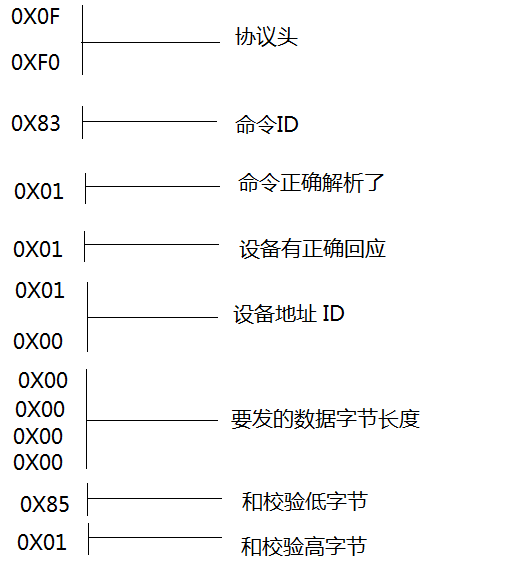 0X0F
协议头
0XF0
0X83 命令ID
0X01 命令正确解析了
0X01 设备有正确回应
0X01
设备地址 ID
0X00
0X00
0X00
要发的数据字节长度
0X00
0X00
0X85 和校验低字节
0X01 和校验高字节